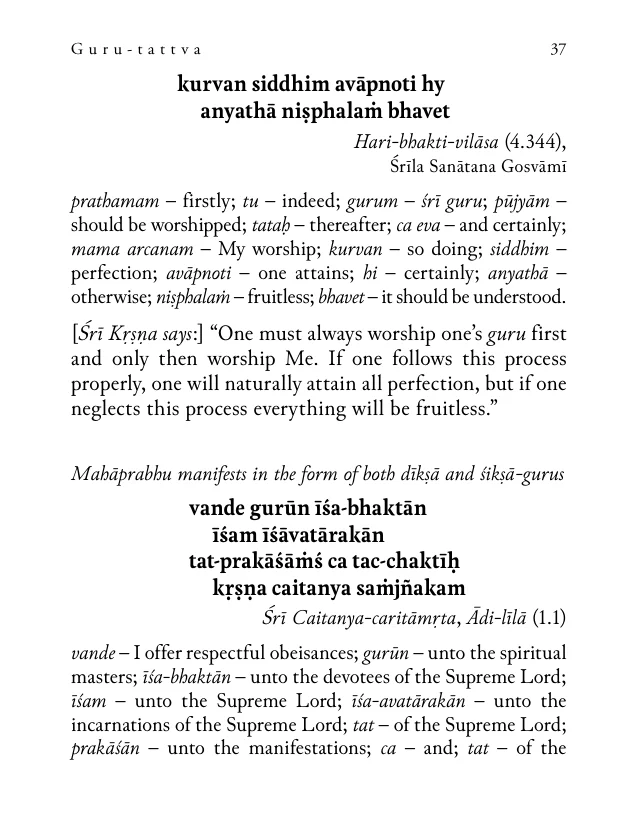 Guru-tattva 37
kurvan siddhim avāpnoti hy
anyathā niṣphalaṁ bhavet
Hari-bhakti-vilāsa (4.344),
Śrīla Sanātana Gosvāmī
prathamam – firstly; tu – indeed; gurum – śrī guru; pūjyām –
should be worshipped; tataḥ – thereafter; ca eva – and certainly;
mama arcanam – My worship; kurvan – so doing; siddhim –
perfection; avāpnoti – one attains; hi – certainly; anyathā –
otherwise; niṣphalaṁ – fruitless; bhavet – it should be understood.
[Śrī Kṛṣṇa says:] “One must always worship one’s guru first
and only then worship Me. If one follows this process
properly, one will naturally attain all perfection, but if one
neglects this process everything will be fruitless.”
Mahāprabhu manifests in the form of both dīkṣā and śikṣā-gurus
vande gurūn īśa-bhaktān
īśam īśāvatārakān
tat-prakāśāṁś ca tac-chaktīḥ
kṛṣṇa caitanya saṁjñakam
Śrī Caitanya-caritāmṛta, Ādi-līlā (1.1)
vande – I offer respectful obeisances; gurūn – unto the spiritual
masters; īśa-bhaktān – unto the devotees of the Supreme Lord;
īśam – unto the Supreme Lord; īśa-avatārakān – unto the
incarnations of the Supreme Lord; tat – of the Supreme Lord;
prakāśān – unto the manifestations; ca – and; tat – of the